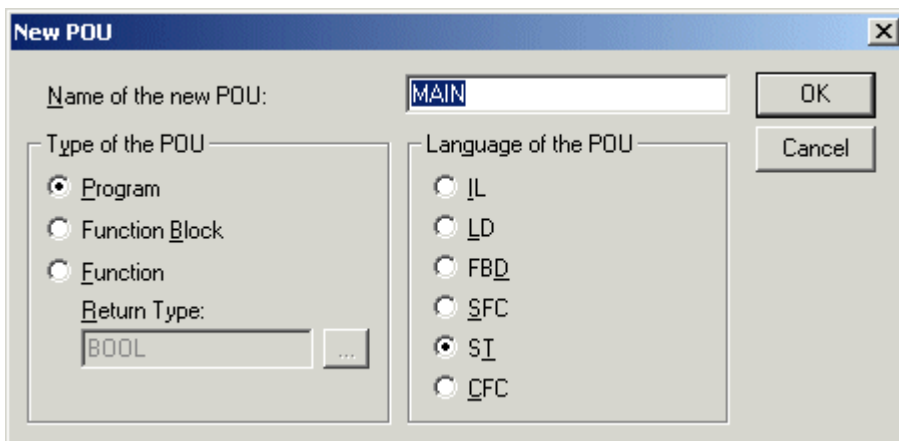 New POU
Name of the new POU:
MAIN
OK
Cancel
Type of the POU
Program
Function Block
Function
Return Type:
BOOL
...
Language of the POU
IL
LD
FBD
SFC
ST
CFC